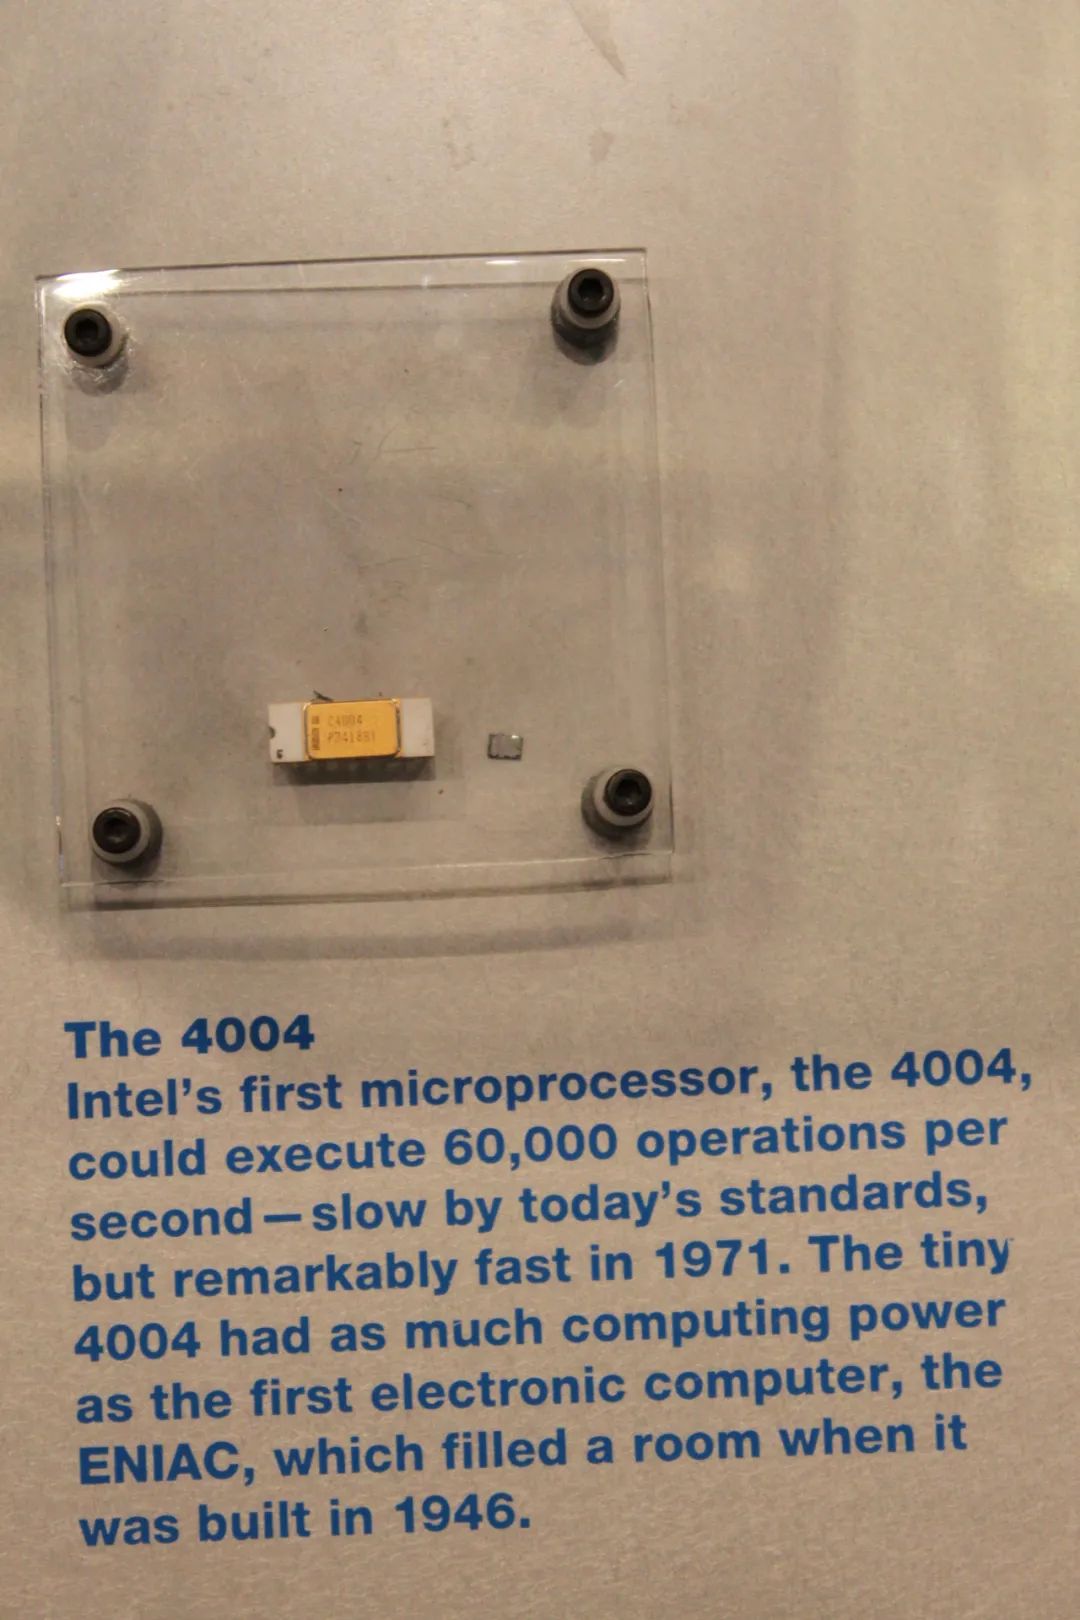 C4004
The 4004
Intel's first microprocessor, the 4004,
could execute 60,000 operations per
second—slow by today's standards,
but remarkably fast in 1971. The tiny
4004 had as much computing power
as the first electronic computer, the
ENIAC, which filled a room when it
was built in 1946.